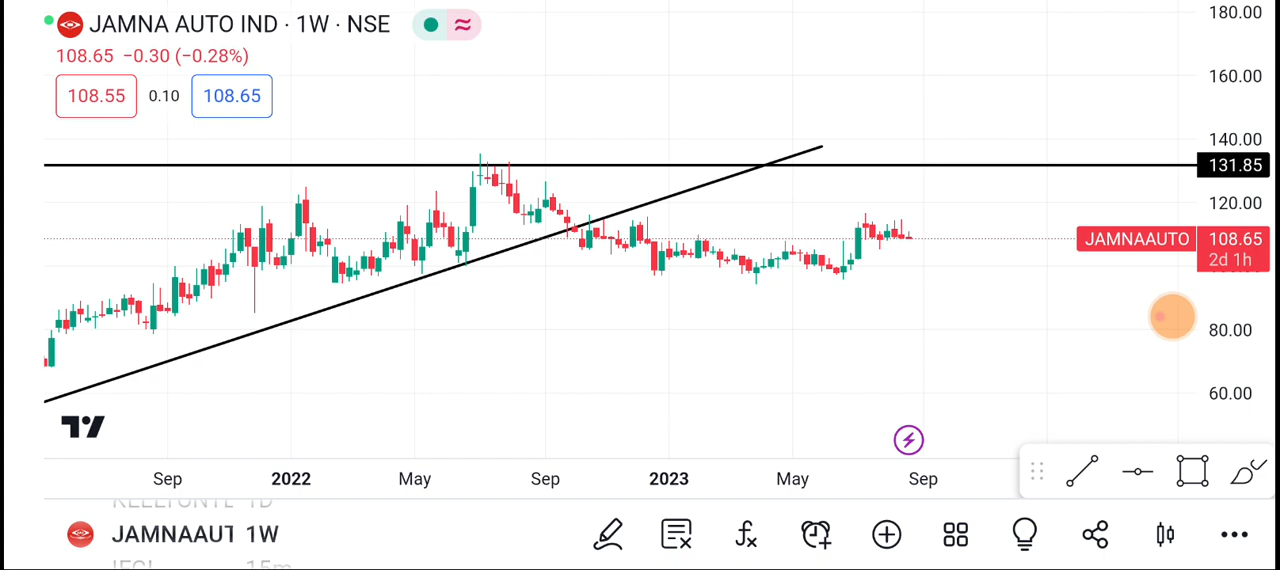 JAMNA AUTO IND · 1W · NSE
108.65 −0.30 (−0.28%)
108.55 0.10 108.65
180.00
160.00
140.00
131.85
120.00
JAMNAAUTO 108.65
2d 1h
80.00
60.00
Sep 2022 May Sep 2023 May Sep
JAMNAAUT 1W